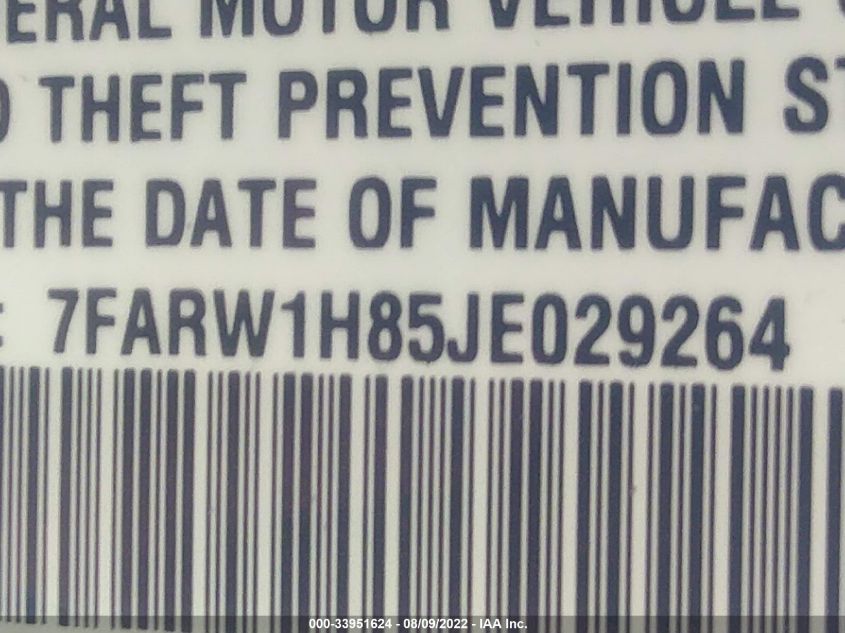 ERAL MOTOR VEHICLE
THEFT PREVENTION ST
THE DATE OF MANUFAC
: 7FARW1H85JE029264
000-33951624 - 08/09/2022 - IAA Inc.